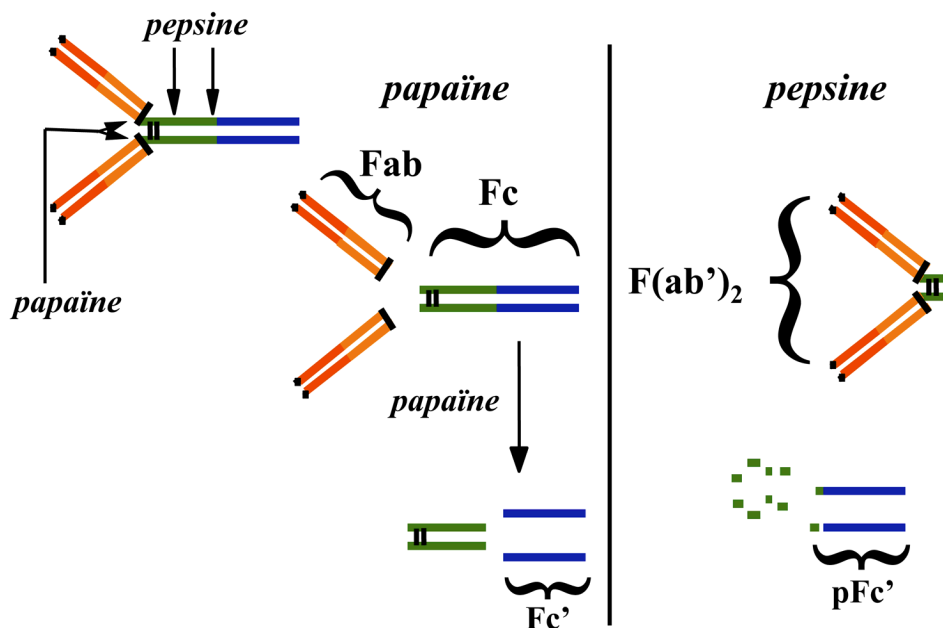 pepsine
papaïne
pepsine
Fab
Fc
papaïne
F(ab’)₂
papaïne
Fc’
pFc’